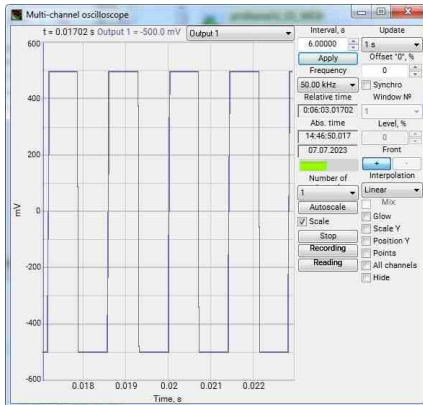 Multi-channel oscilloscope
t = 0.01702 s Output 1 = -500.0 mV
Output 1
Interval, s
Update
6.00000
1 s
Apply
Offset "0", %
Frequency
0
50.00 kHz
Synchro
Relative time
Window №
0:06:03.01702
1
Abs. time
Level, %
14:46:50.017
0
07.07.2023
Front
+
-
Number of
Interpolation
1
Linear
Autoscale
Mix
Scale
Glow
Stop
Scale Y
Recording
Position Y
Reading
Points
All channels
Hide
600
400
200
0
-200
-400
-600
mV
0.018
0.019
0.02
0.021
0.022
Time, s